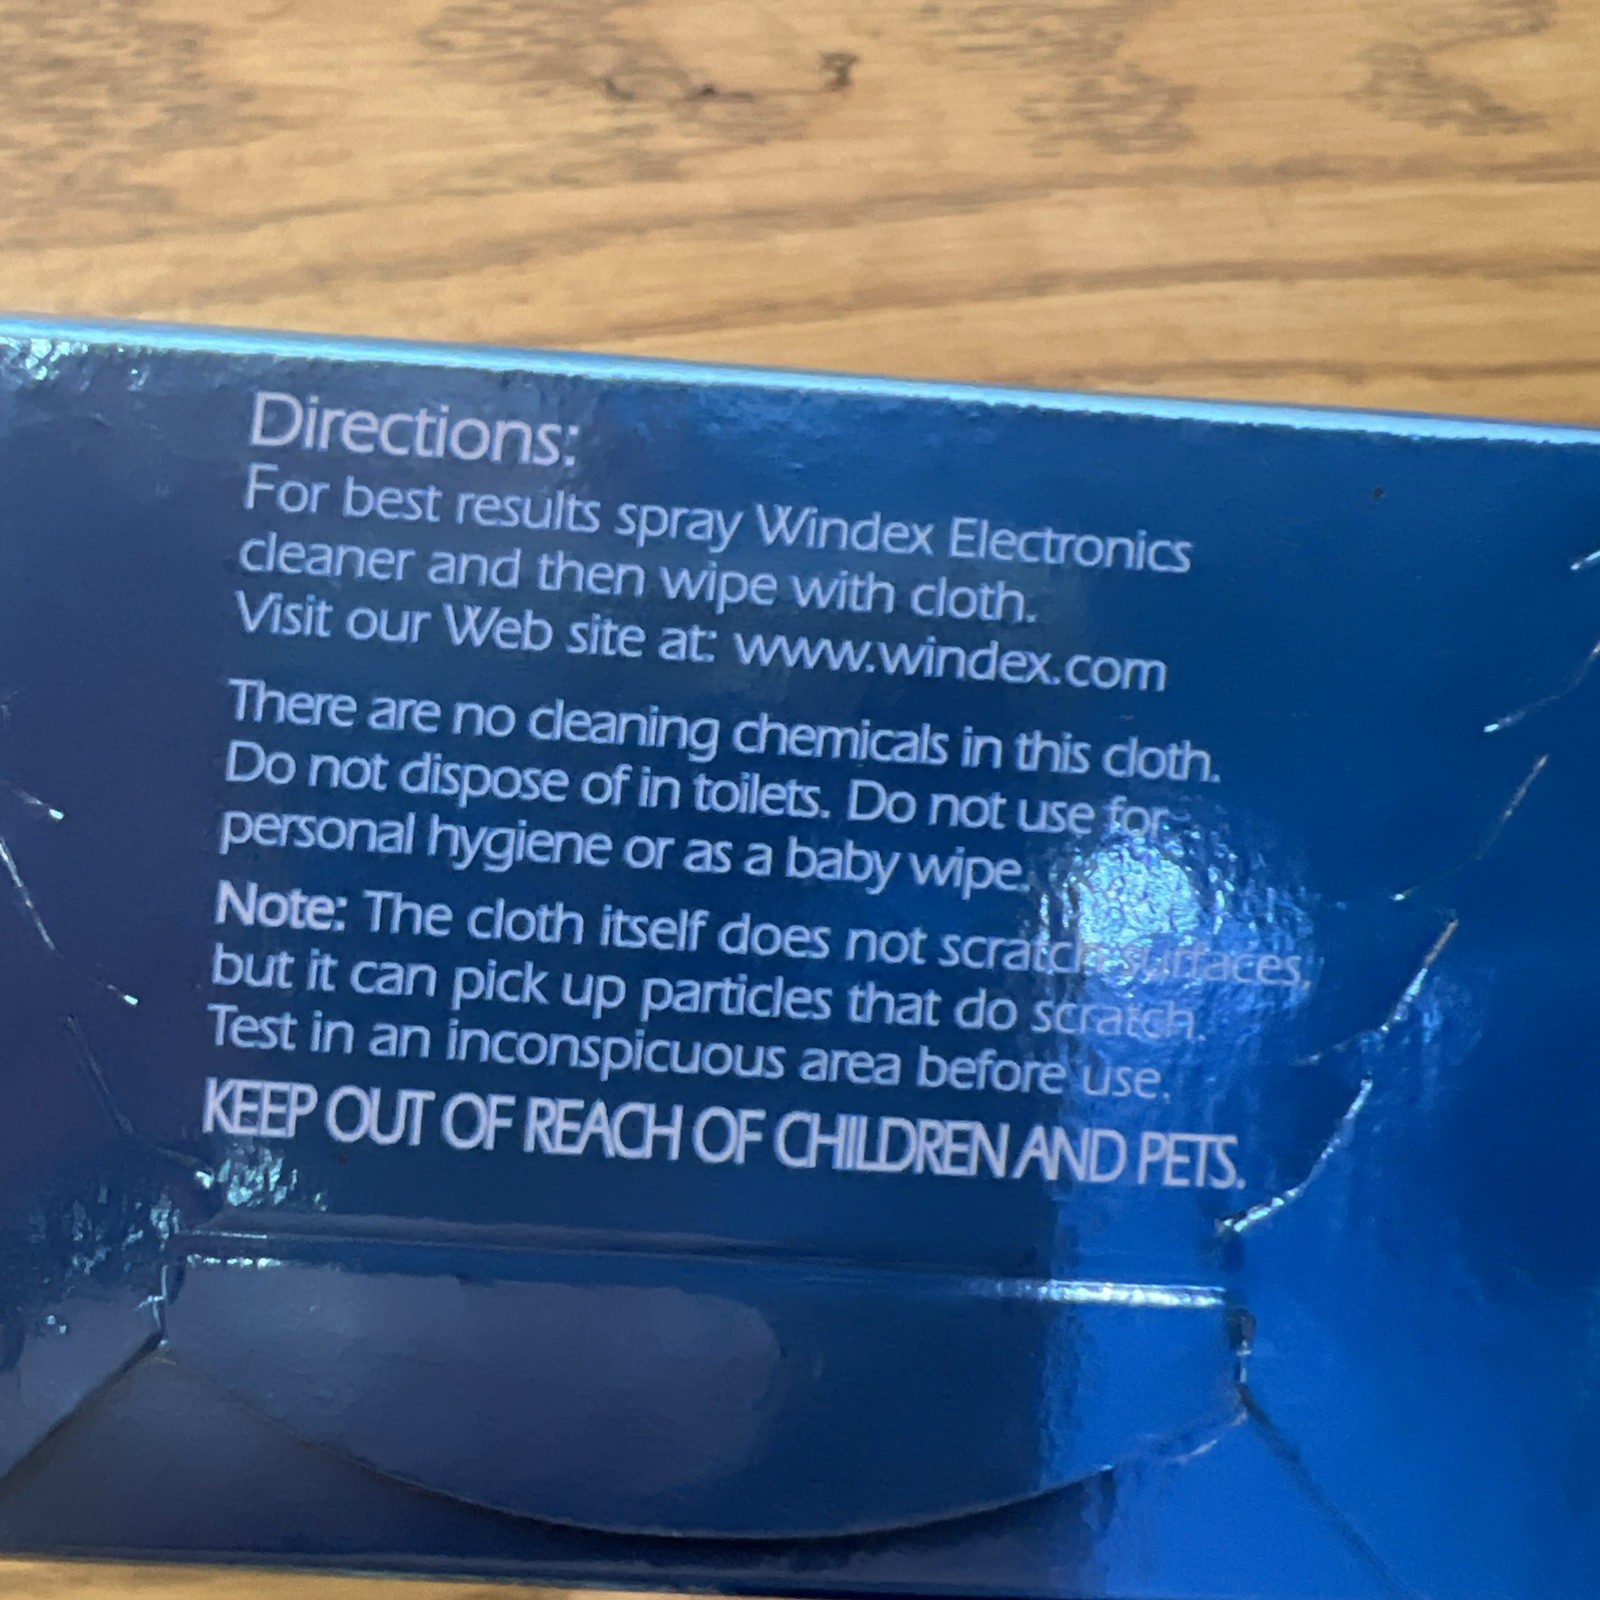 Directions:
For best results spray Windex Electronics
cleaner and then wipe with cloth.
Visit our Web site at: www.windex.com
There are no cleaning chemicals in this cloth.
Do not dispose of in toilets. Do not use for
personal hygiene or as a baby wipe.
Note: The cloth itself does not scratch surfaces,
but it can pick up particles that do scratch.
Test in an inconspicuous area before use.
KEEP OUT OF REACH OF CHILDREN AND PETS.